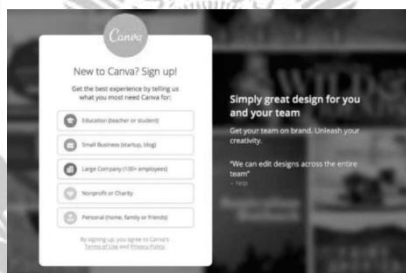 Canva
New to Canva? Sign up!
Get the best experience by telling us
what you most need Canva for:
Education (teacher or student)
Small Business (startup, blog)
Large Company (100+ employees)
Nonprofit or Charity
Personal (home, family or friends)
By signing up, you agree to Canva's
Terms of Use and Privacy Policy
Simply great design for you
and your team
Get your team on brand. Unleash your
creativity.
"We can edit designs across the entire
team"
- Yelp